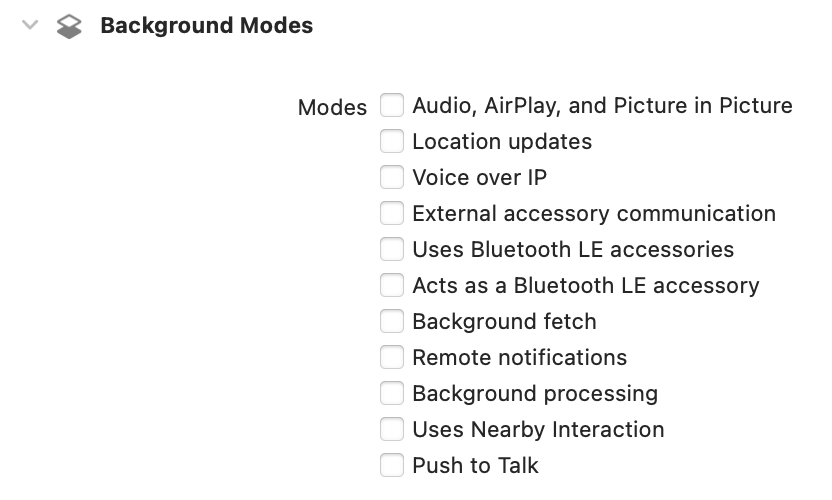 Background Modes
Modes Audio, AirPlay, and Picture in Picture
Location updates
Voice over IP
External accessory communication
Uses Bluetooth LE accessories
Acts as a Bluetooth LE accessory
Background fetch
Remote notifications
Background processing
Uses Nearby Interaction
Push to Talk